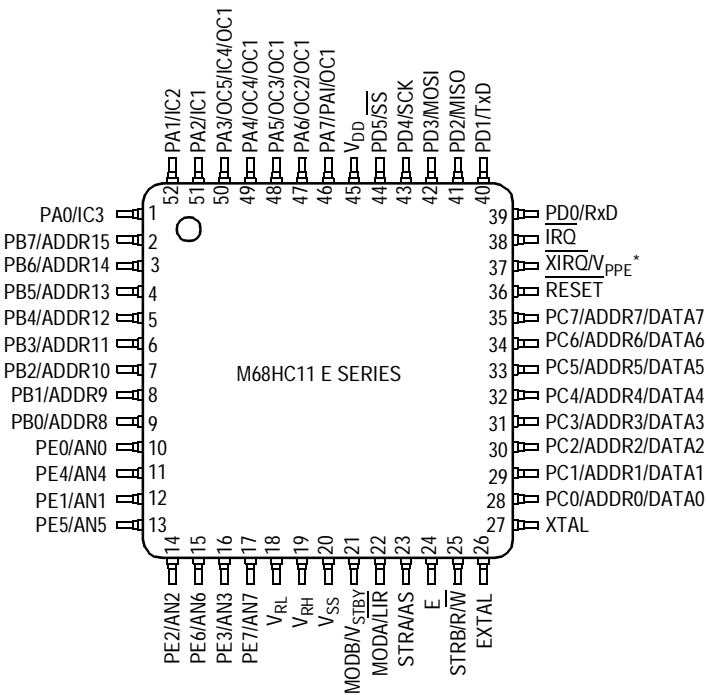 PA1/IC2
PA2/IC1
PA3/OC5/IC4/OC1
PA4/OC4/OC1
PA5/OC3/OC1
PA6/OC2/OC1
PA7/PAI/OC1
VDD
PD5/SS
PD4/SCK
PD3/MOSI
PD2/MISO
PD1/TxD
52
51
50
49
48
47
46
45
44
43
42
41
40
PA0/IC3 1
PB7/ADDR15 2
PB6/ADDR14 3
PB5/ADDR13 4
PB4/ADDR12 5
PB3/ADDR11 6
PB2/ADDR10 7
PB1/ADDR9 8
PB0/ADDR8 9
PE0/AN0 10
PE4/AN4 11
PE1/AN1 12
PE5/AN5 13
M68HC11 E SERIES
39 PD0/RxD
38 IRQ
37 XIRQ/VPPE*
36 RESET
35 PC7/ADDR7/DATA7
34 PC6/ADDR6/DATA6
33 PC5/ADDR5/DATA5
32 PC4/ADDR4/DATA4
31 PC3/ADDR3/DATA3
30 PC2/ADDR2/DATA2
29 PC1/ADDR1/DATA1
28 PC0/ADDR0/DATA0
27 XTAL
14
15
16
17
18
19
20
21
22
23
24
25
26
PE2/AN2
PE6/AN6
PE3/AN3
PE7/AN7
VRL
VRH
VSS
MODB/VSTBY
MODA/LIR
STRA/AS
E
STRB/R/W
EXTAL